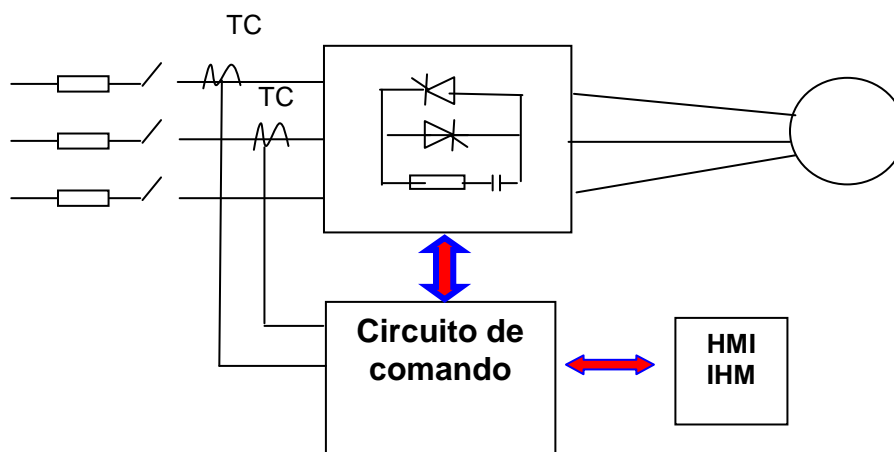 TC
TC
Circuito de
comando
HMI
IHM